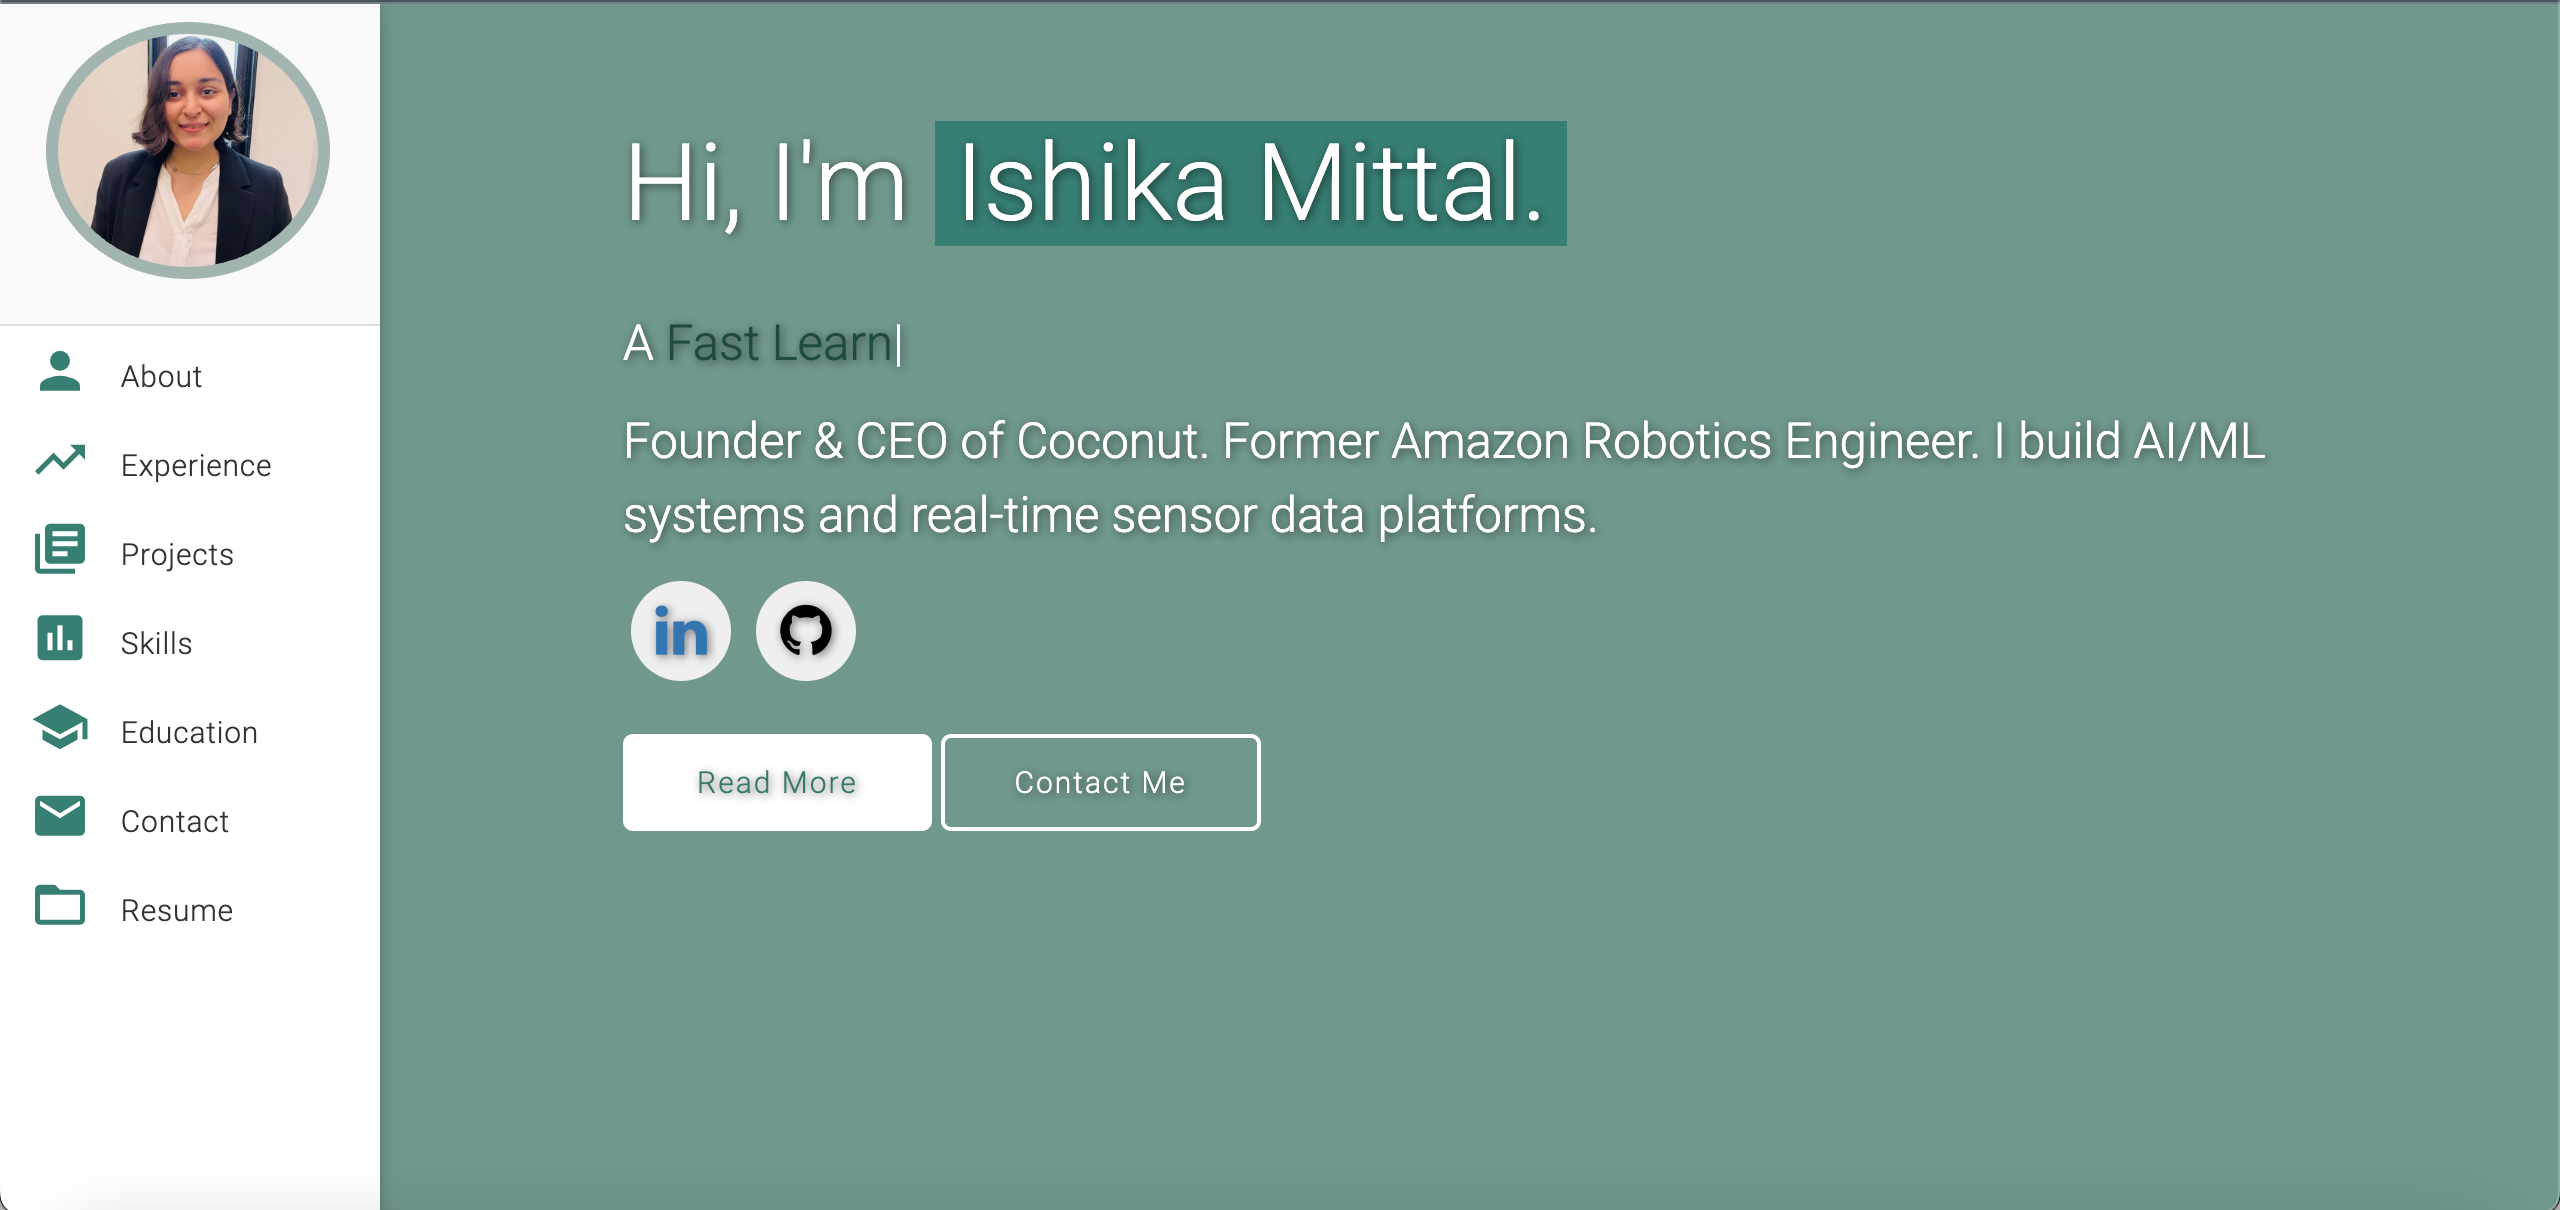 Hi, I'm Ishika Mittal.
A Fast Learn|
Founder & CEO of Coconut. Former Amazon Robotics Engineer. I build AI/ML
systems and real-time sensor data platforms.
in
Read More
Contact Me
About
Experience
Projects
Skills
Education
Contact
Resume